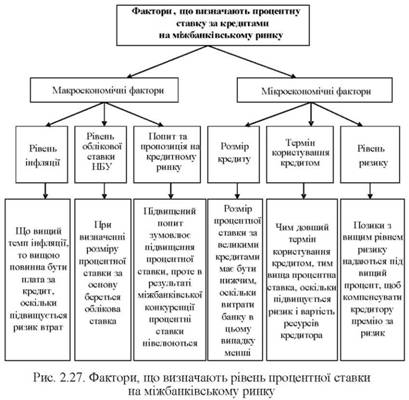 Фактори, що визначають процентну
ставку за кредитами
на міжбанківському ринку
Макроекономічні фактори
Мікроекономічні фактори
Рівень
інфляції
Рівень
облікової
ставки
НБУ
Попит та
пропозиція на
кредитному
ринку
Розмір
кредиту
Термін
користування
кредитом
Рівень
ризику
Що вищий
темп інфляції,
то вищою
повинна бути
плата за
кредит,
оскільки
підвищується
ризик втрат
При
визначенні
розміру
процентної
ставки за
основу
береться
облікова
ставка
Підвищений
попит
зумовлює
підвищення
процентної
ставки, проте в
результаті
міжбанківської
конкуренції
процентні
ставки
нівелюються
Розмір
процентної
ставки за
великими
кредитами
має бути
нижчим,
оскільки
витрати
банку в
цьому
випадку
менші
Чим довший
термін
користування
кредитом, тим
вища процентна
ставка, оскільки
підвищується
ризик і вартість
ресурсів
кредитора
Позики з
вищим рівнем
ризику
надаються під
вищий
процент, щоб
компенсувати
кредитору
премію за ризик
Рис. 2.27. Фактори, що визначають рівень процентної ставки
на міжбанківському ринку